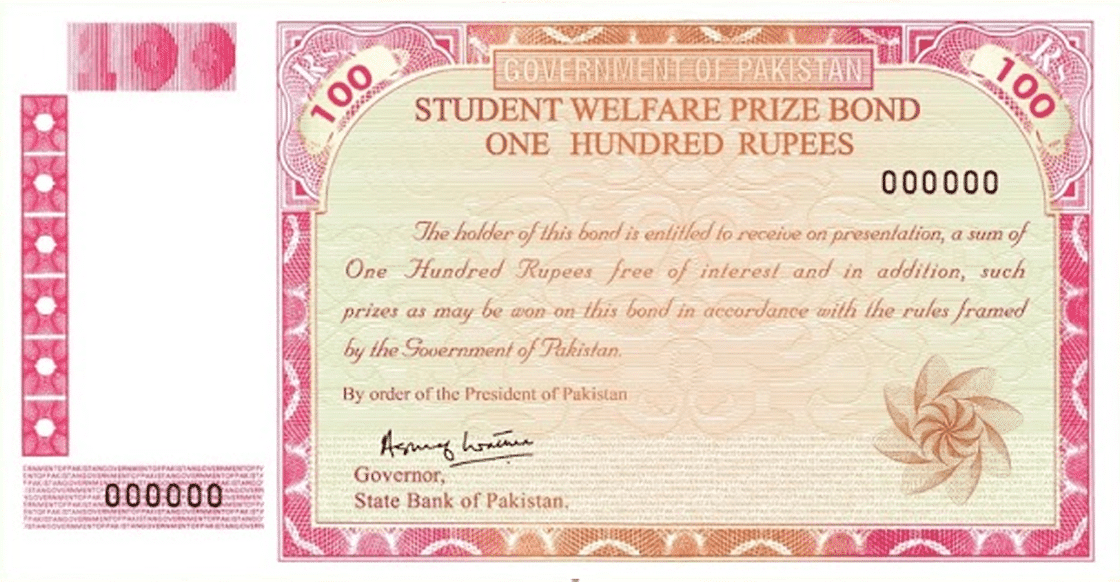 100
Rs
100
Rs
100
GOVERNMENT OF PAKISTAN
STUDENT WELFARE PRIZE BOND
ONE HUNDRED RUPEES
000000
The holder of this bond is entitled to receive on presentation, a sum of
One Hundred Rupees free of interest and in addition, such
prizes as may be won on this bond in accordance with the rules framed
by the Government of Pakistan.
By order of the President of Pakistan
Governor,
State Bank of Pakistan.
000000